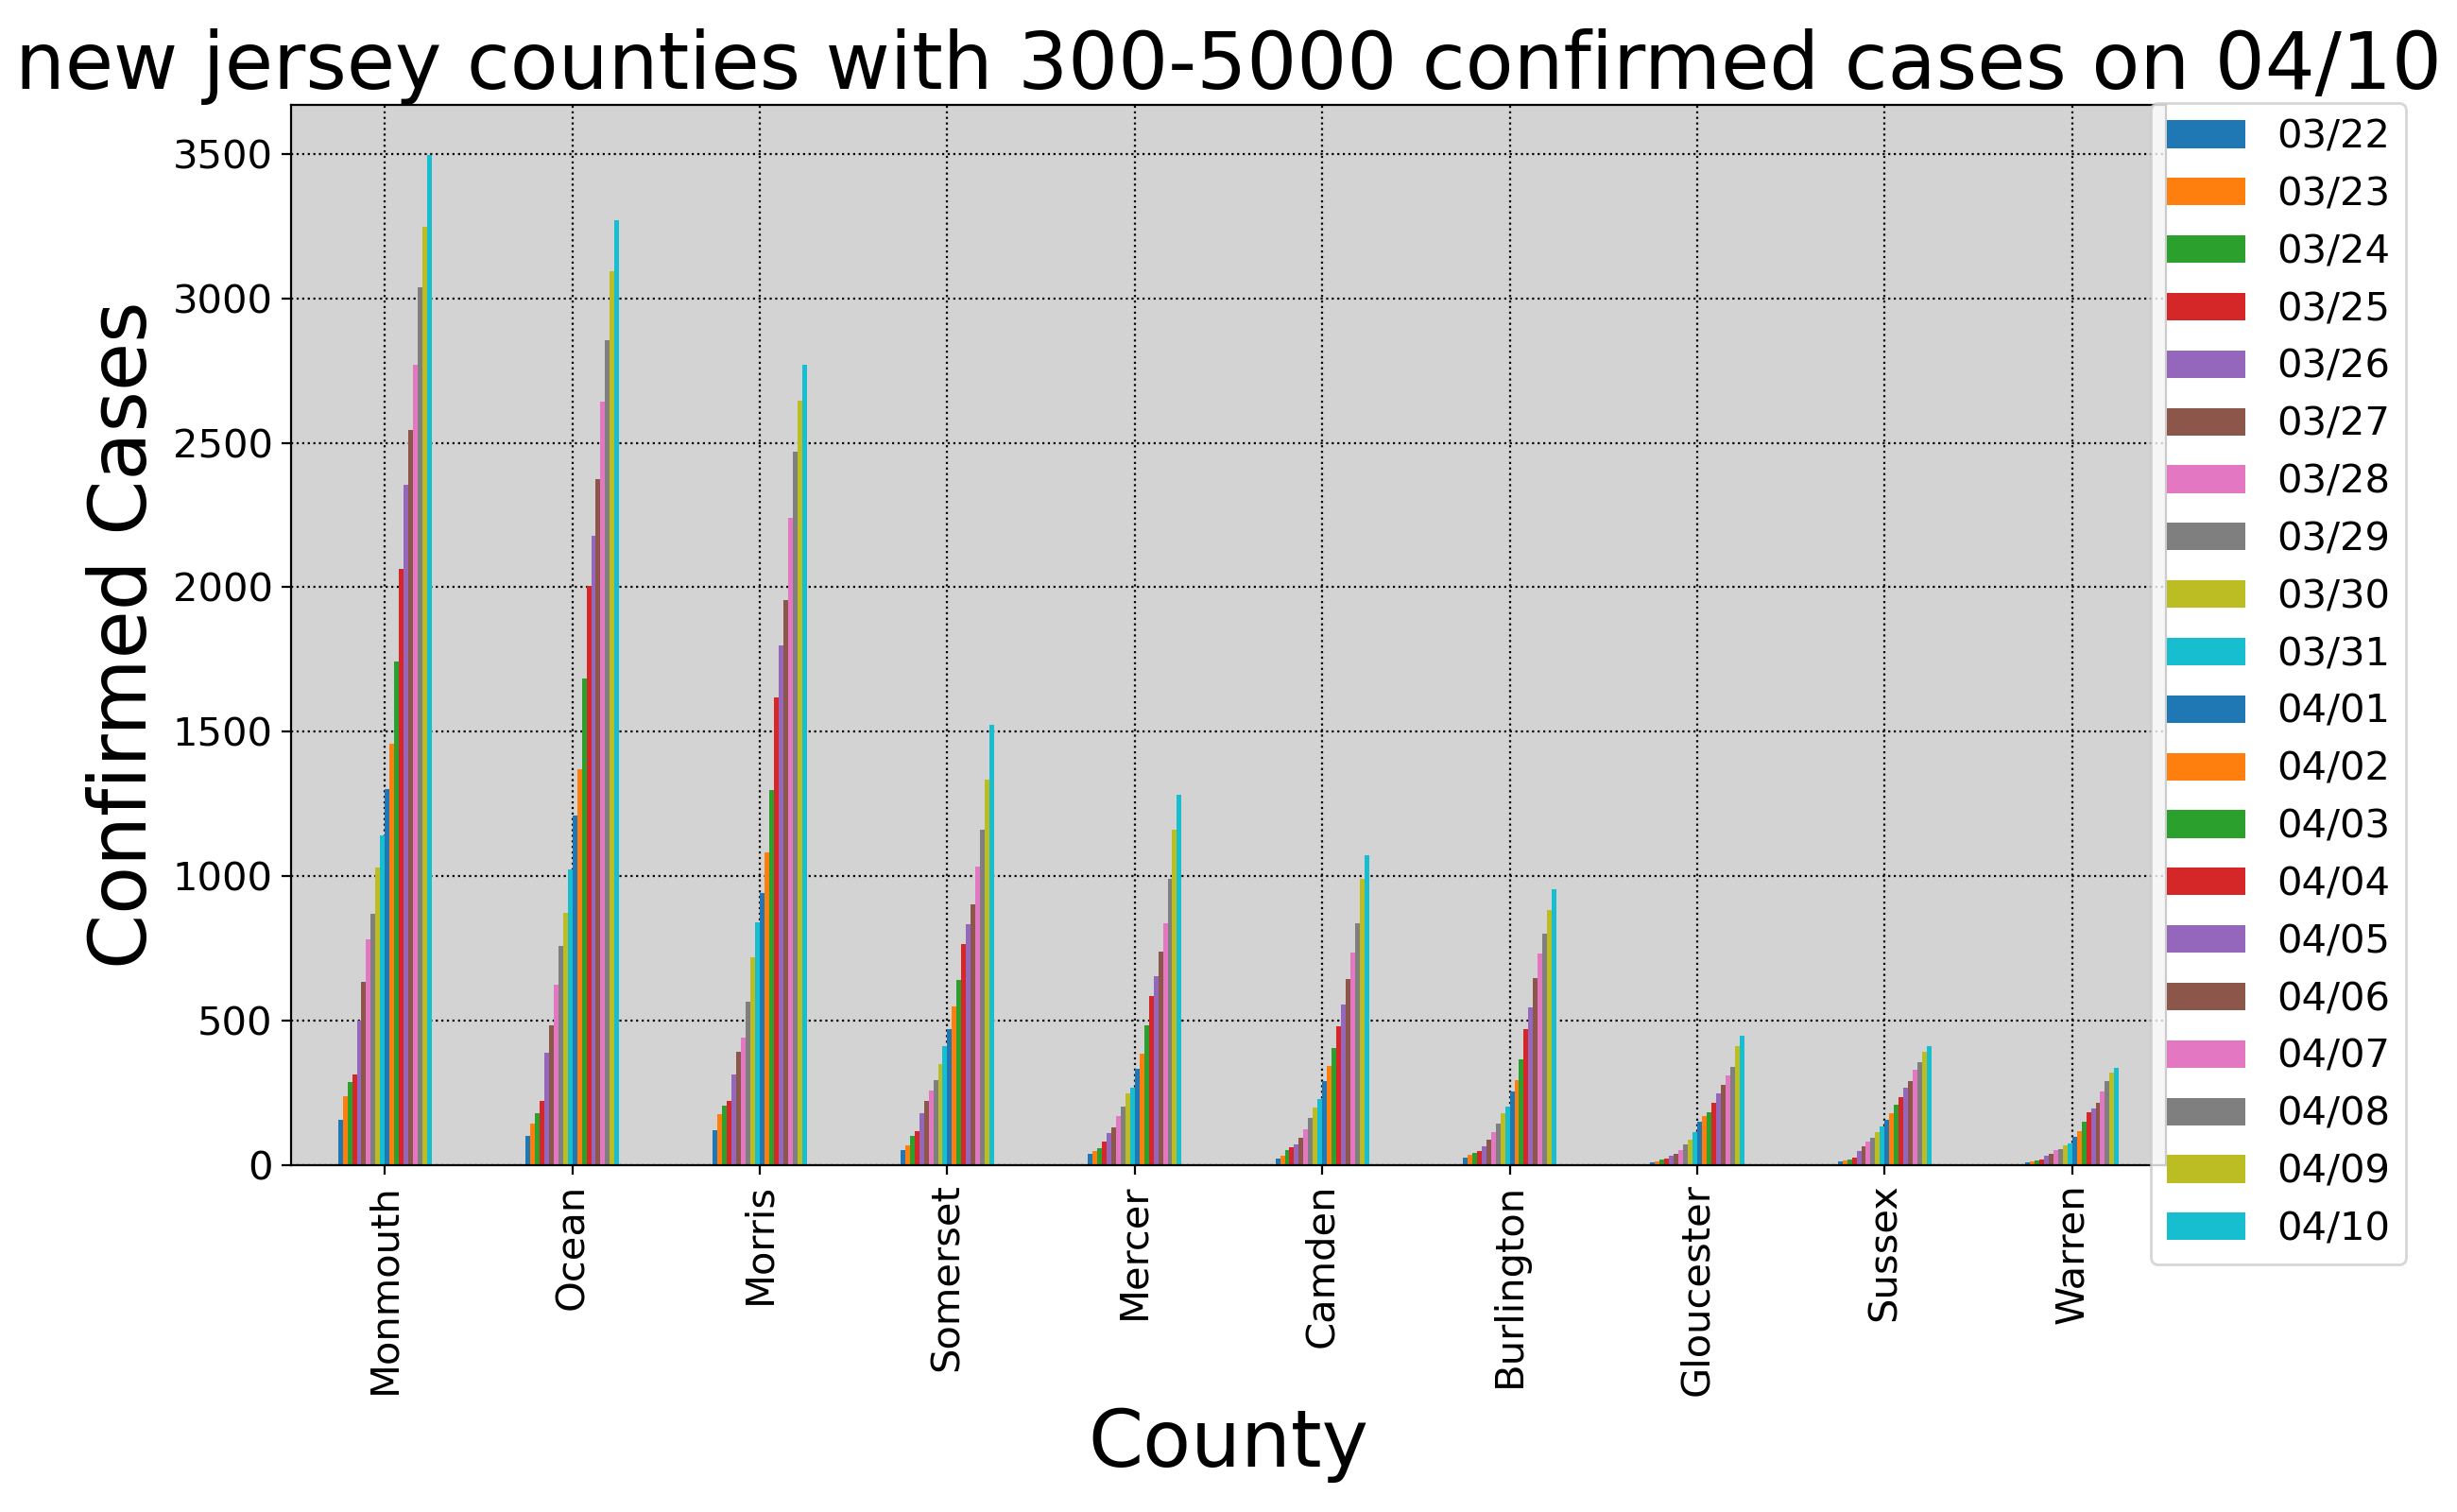 new jersey counties with 300-5000 confirmed cases on 04/10
Confirmed Cases
3500
3000
2500
2000
1500
1000
500
0
Monmouth
Ocean
Morris
Somerset
Mercer
Camden
Burlington
Gloucester
Sussex
Warren
County
03/22
03/23
03/24
03/25
03/26
03/27
03/28
03/29
03/30
03/31
04/01
04/02
04/03
04/04
04/05
04/06
04/07
04/08
04/09
04/10